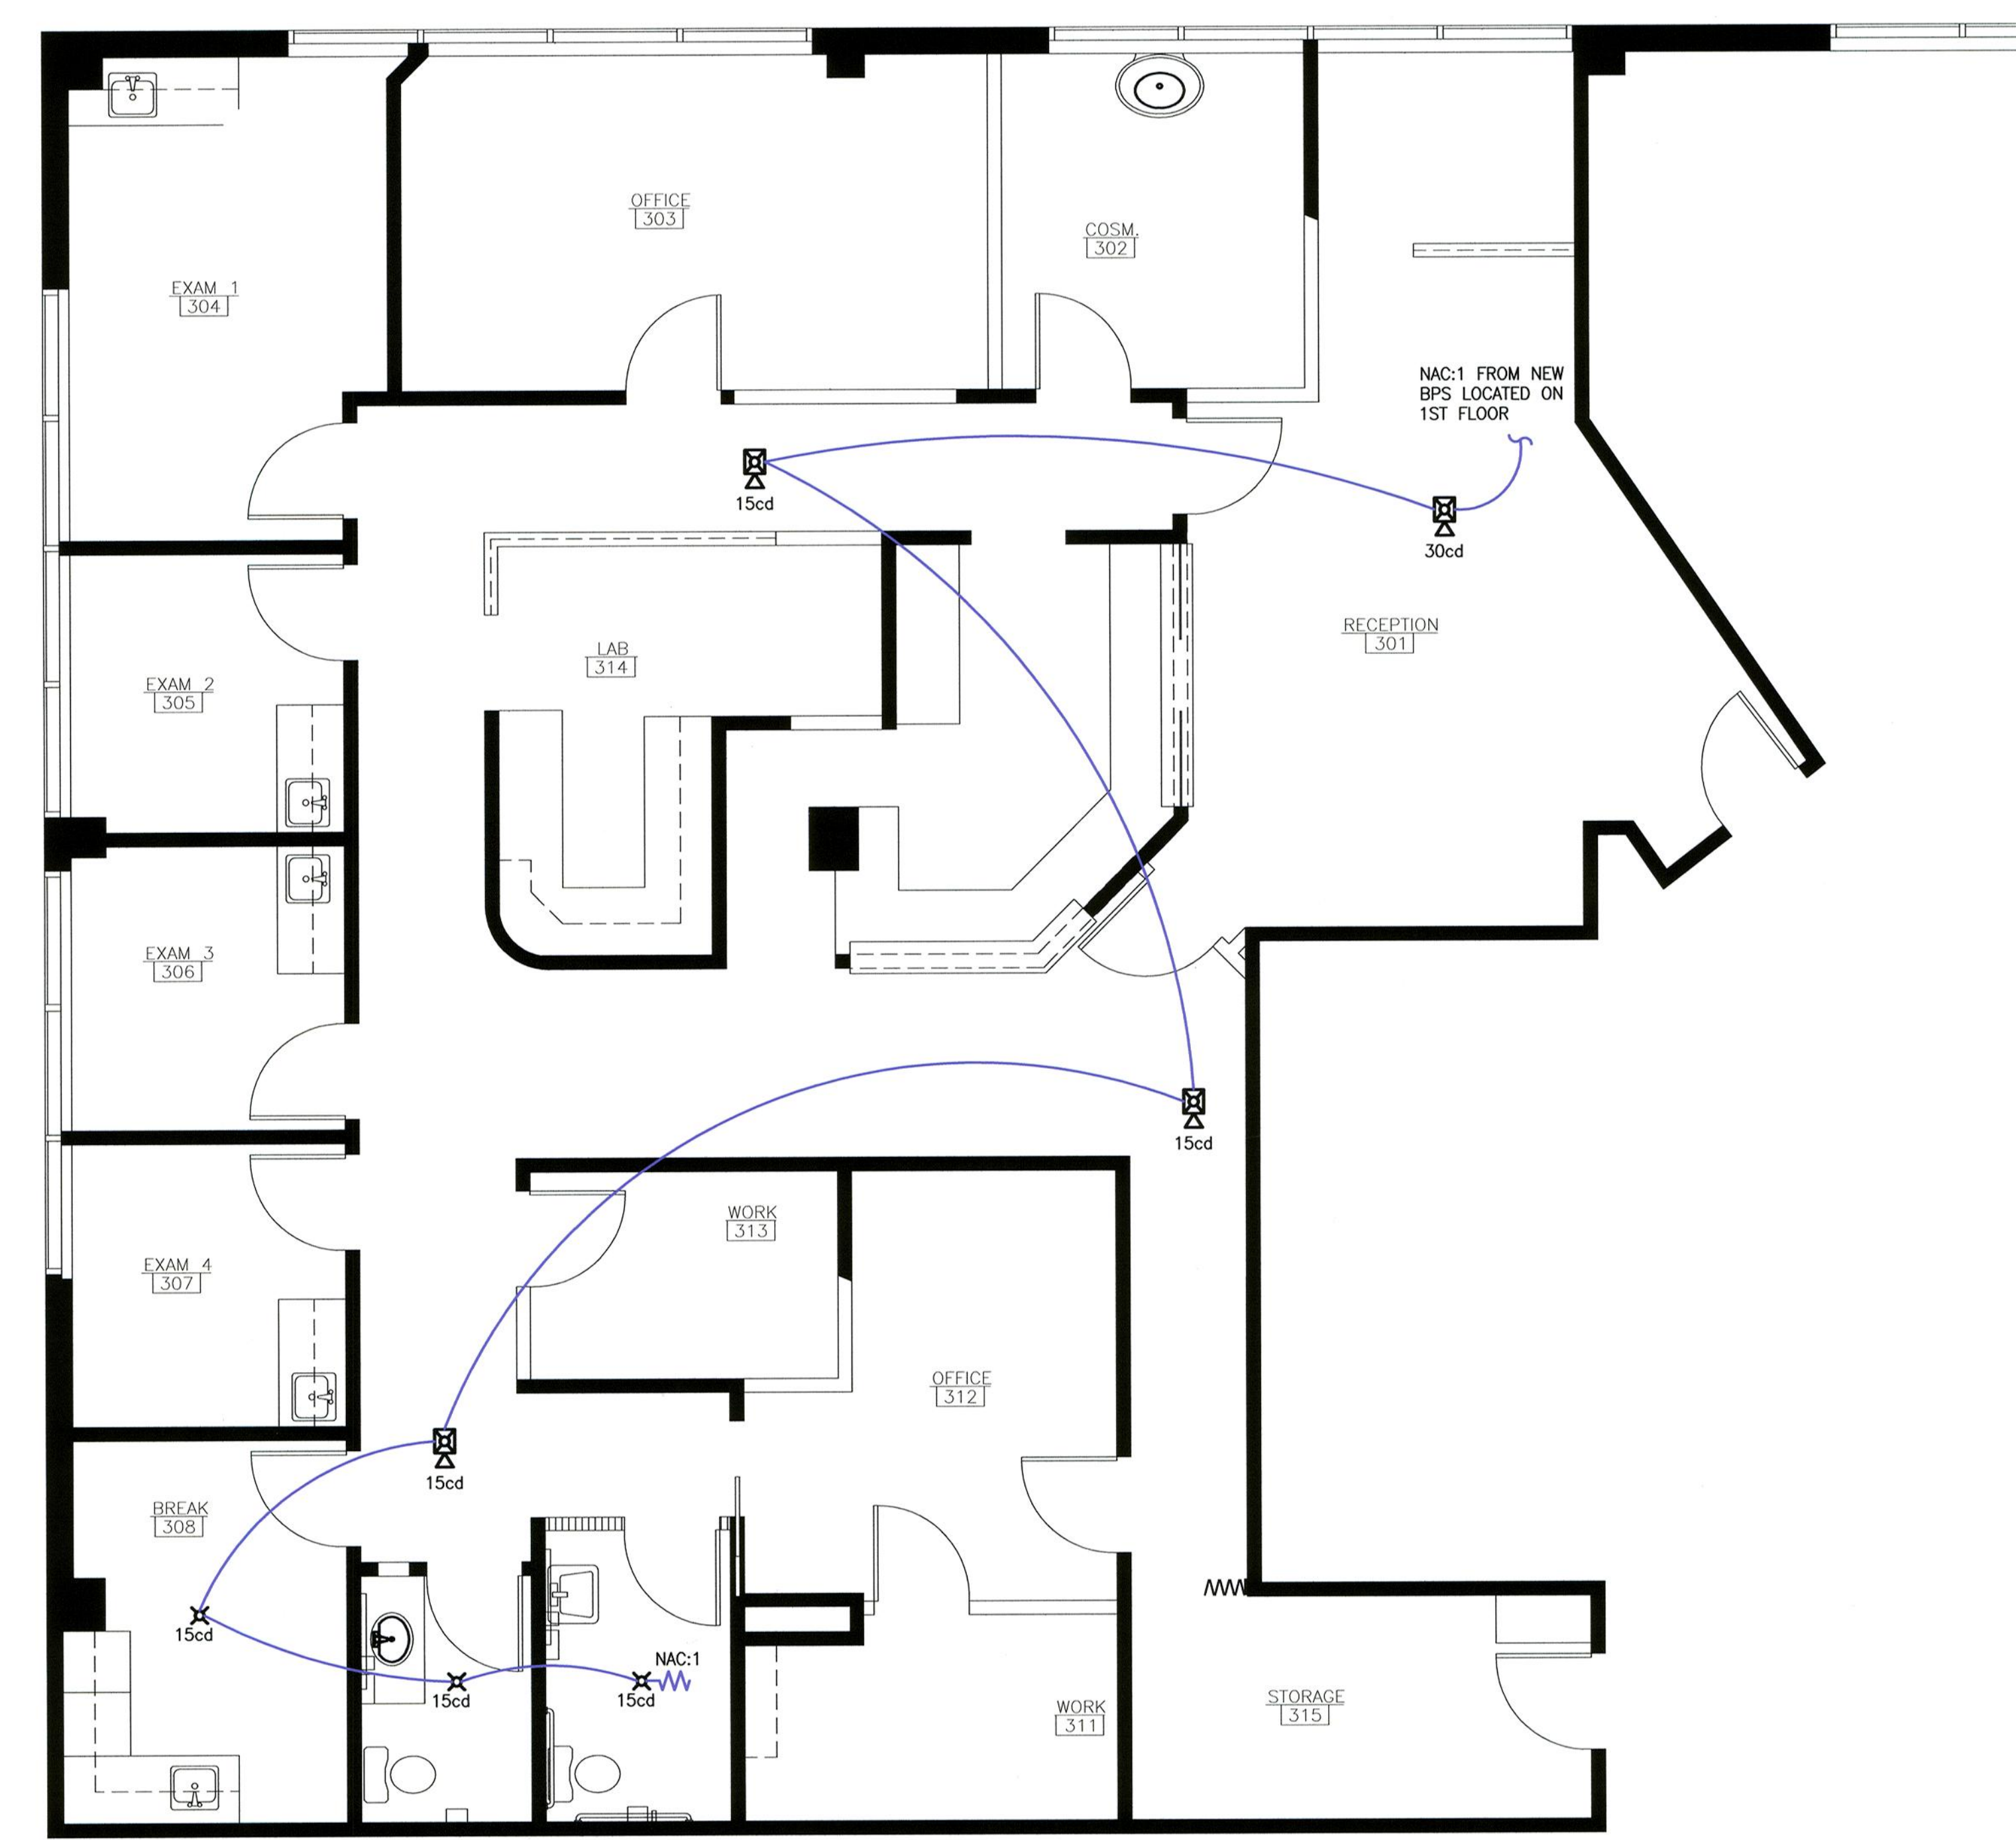 OFFICE
303
COSM.
302
EXAM 1
304
NAC:1 FROM NEW
BPS LOCATED ON
1ST FLOOR
15cd
30cd
RECEPTION
301
LAB
314
EXAM 2
305
EXAM 3
306
15cd
WORK
313
EXAM 4
307
OFFICE
312
15cd
BREAK
308
15cd
NAC:1
15cd
15cd
WORK
311
STORAGE
315